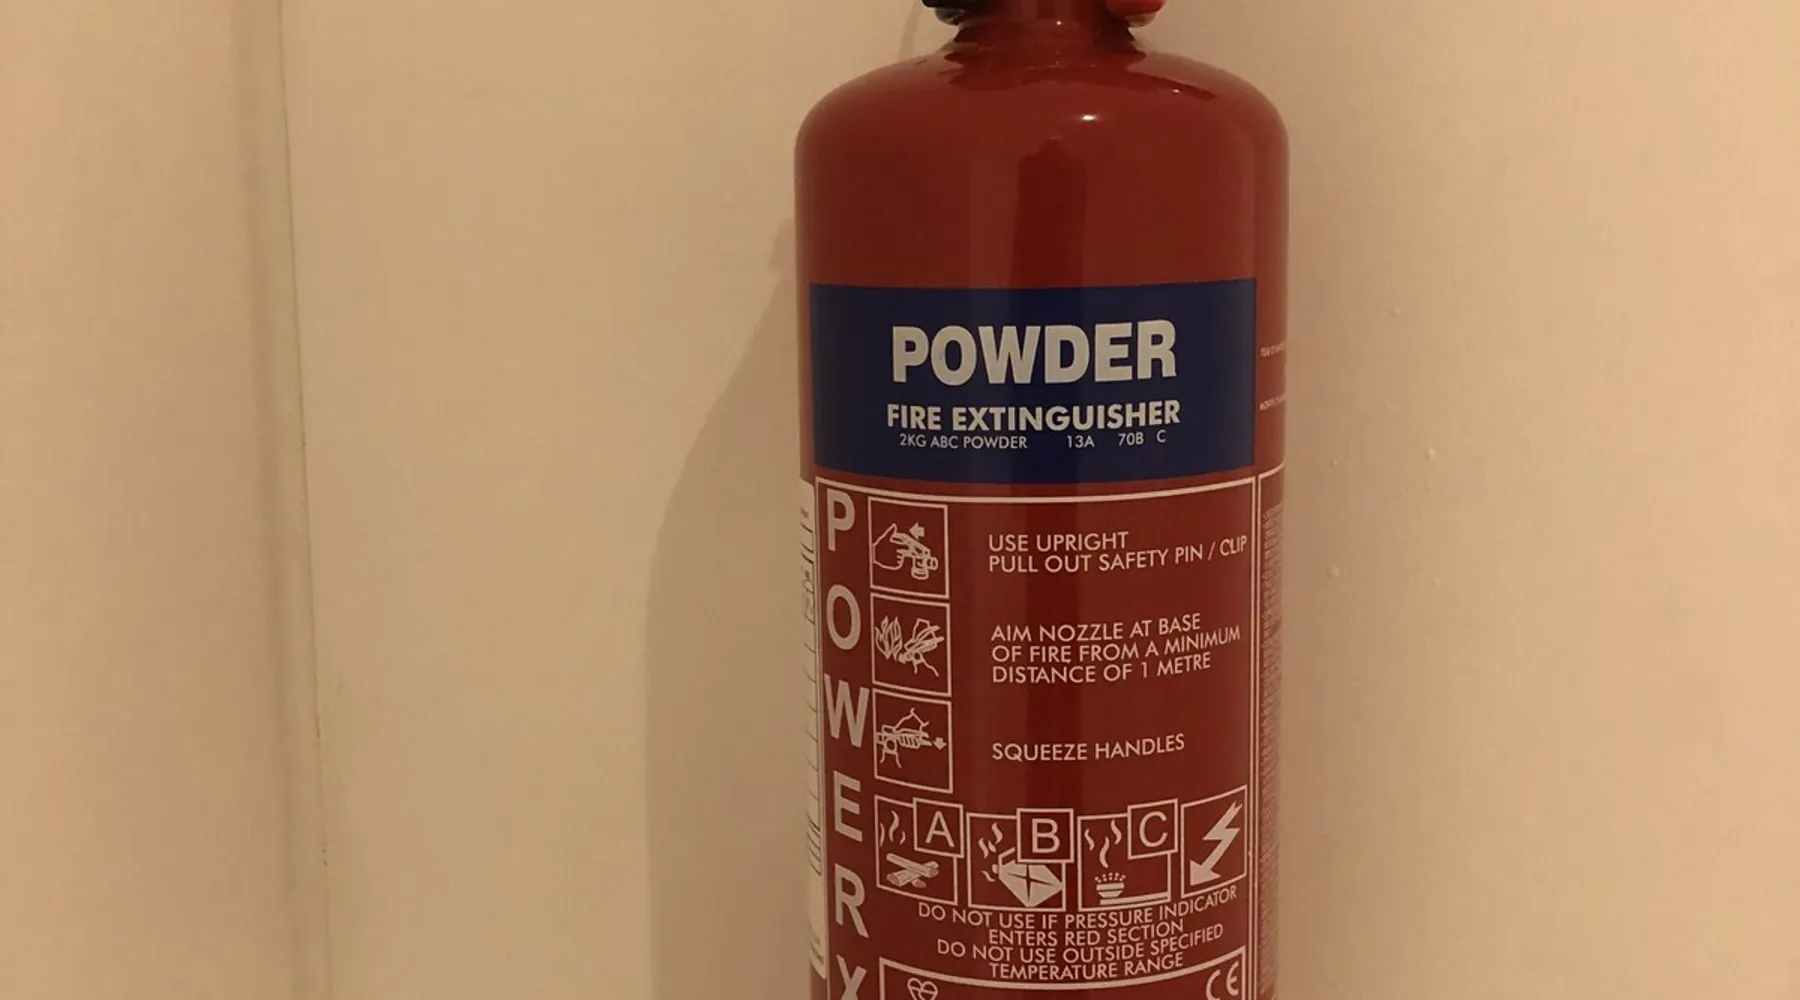 POWDER
FIRE EXTINGUISHER
2KG ABC POWDER 13A 70B C
POWERX
USE UPRIGHT
PULL OUT SAFETY PIN / CLIP
AIM NOZZLE AT BASE
OF FIRE FROM A MINIMUM
DISTANCE OF 1 METRE
SQUEEZE HANDLES
A B C
DO NOT USE IF PRESSURE INDICATOR
ENTERS RED SECTION
DO NOT USE OUTSIDE SPECIFIED
TEMPERATURE RANGE
CE